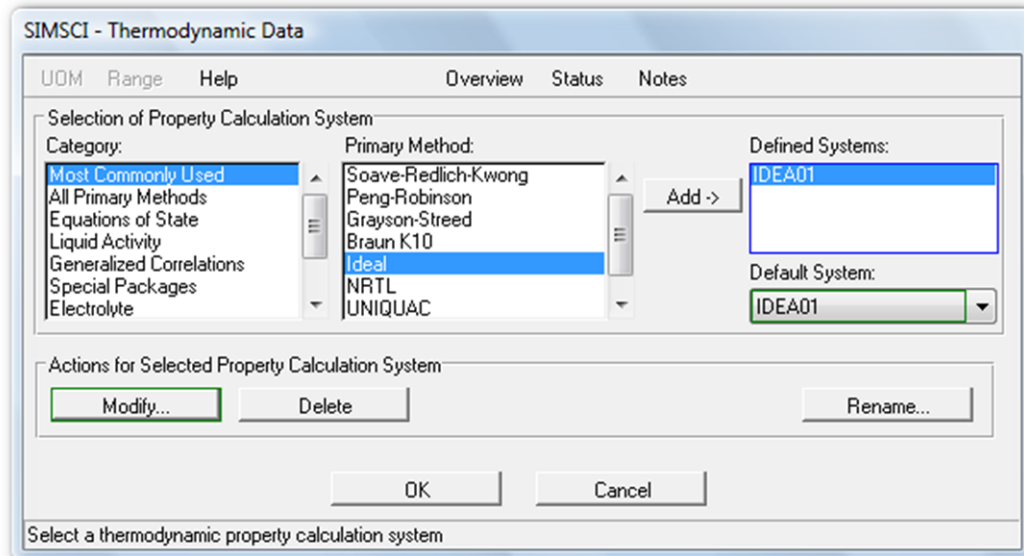 SIMSCI - Thermodynamic Data
UOM Range Help Overview Status Notes
Selection of Property Calculation System
Category:
Most Commonly Used
All Primary Methods
Equations of State
Liquid Activity
Generalized Correlations
Special Packages
Electrolyte
Primary Method:
Soave-Redlich-Kwong
Peng-Robinson
Grayson-Streed
Braun K10
Ideal
NRTL
UNIQUAC
Add ->
Defined Systems:
IDEA01
Default System:
IDEA01
Actions for Selected Property Calculation System
Modify... Delete Rename...
OK Cancel
Select a thermodynamic property calculation system